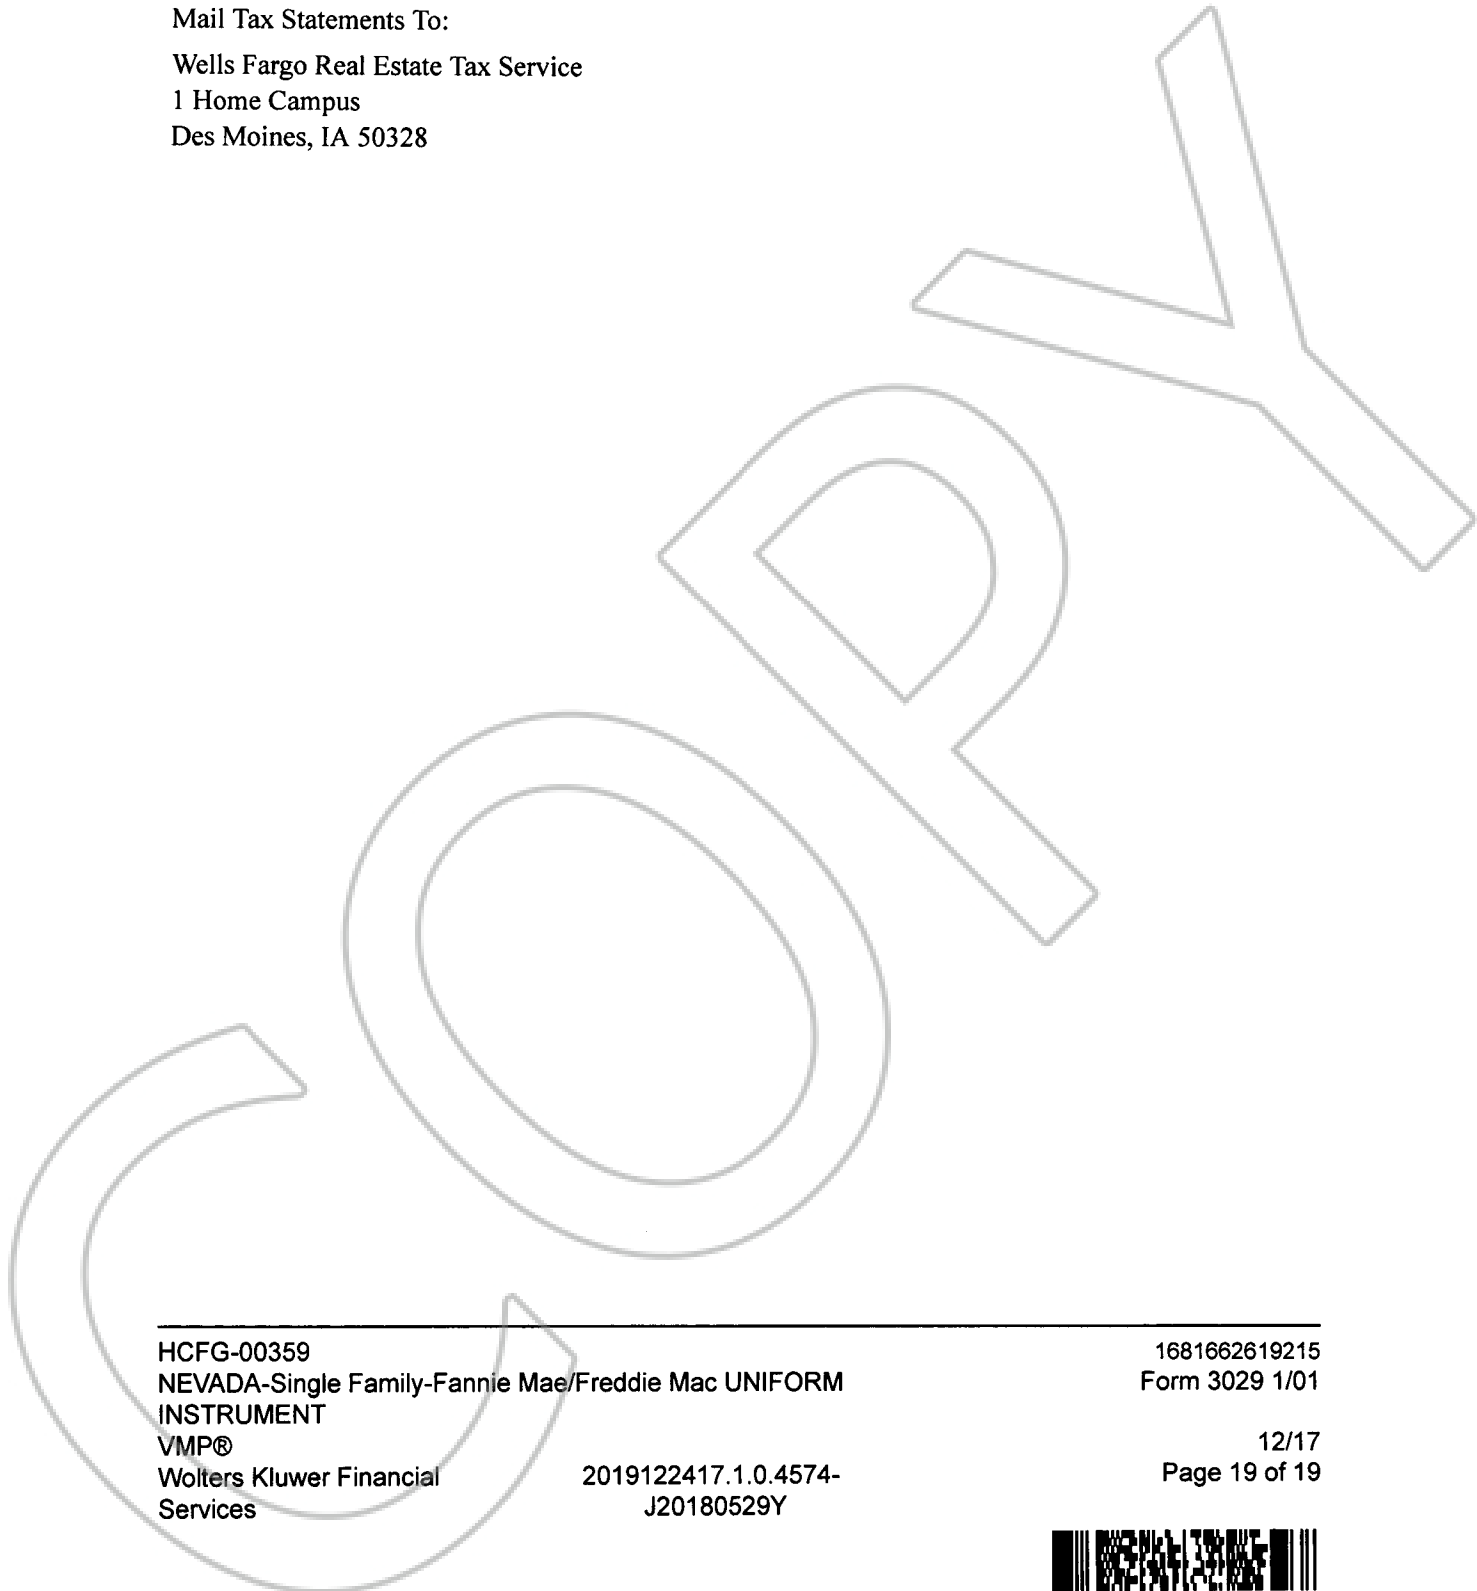 Mail Tax Statements To:
Wells Fargo Real Estate Tax Service
1 Home Campus
Des Moines, IA 50328
COPY
HCFG-00359 1681662619215
NEVADA-Single Family-Fannie Mae/Freddie Mac UNIFORM Form 3029 1/01
INSTRUMENT
VMP® 12/17
Wolters Kluwer Financial 2019122417.1.0.4574- Page 19 of 19
Services J20180529Y